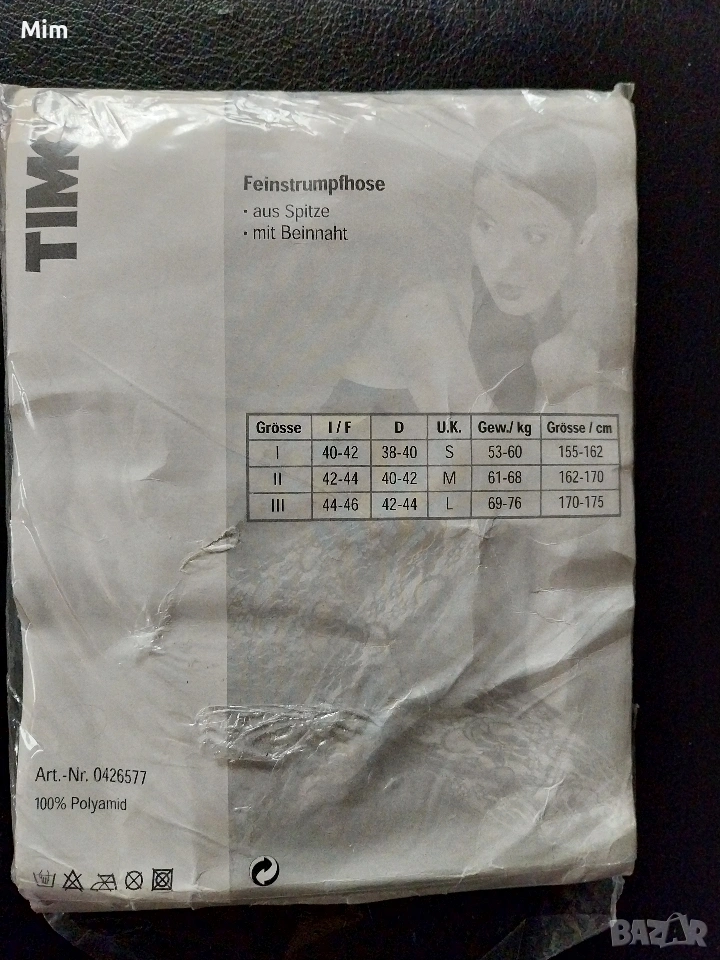 Mim
TIM
Feinstrumpfhose
· aus Spitze
· mit Beinnaht
Grösse I / F D U.K. Gew./ kg Grösse / cm
I 40-42 38-40 S 53-60 155-162
II 42-44 40-42 M 61-68 162-170
III 44-46 42-44 L 69-76 170-175
Art.-Nr. 0426577
100% Polyamid
BAZAR